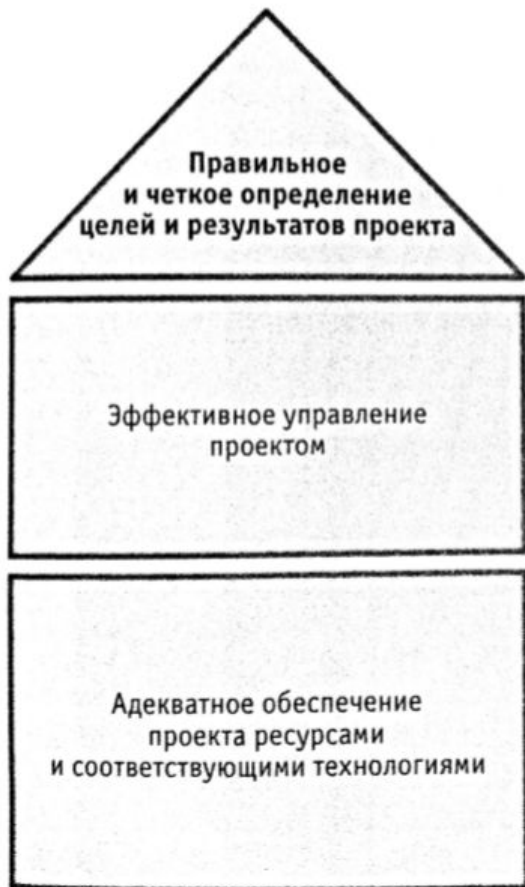 Правильное
и четкое определение
целей и результатов проекта
Эффективное управление
проектом
Адекватное обеспечение
проекта ресурсами
и соответствующими технологиями